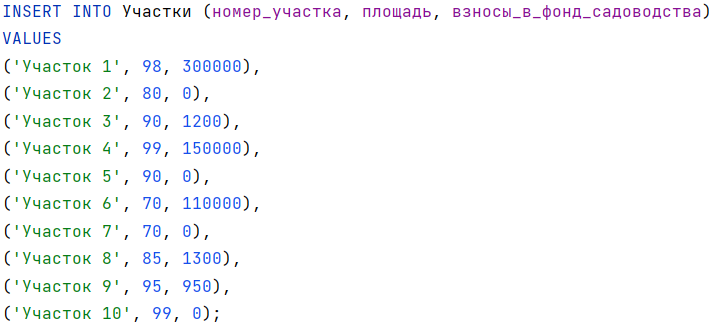 INSERT INTO Участки (номер_участка, площадь, взносы_в_фонд_садоводства)
VALUES
('Участок 1', 98, 300000),
('Участок 2', 80, 0),
('Участок 3', 90, 1200),
('Участок 4', 99, 150000),
('Участок 5', 90, 0),
('Участок 6', 70, 110000),
('Участок 7', 70, 0),
('Участок 8', 85, 1300),
('Участок 9', 95, 950),
('Участок 10', 99, 0);